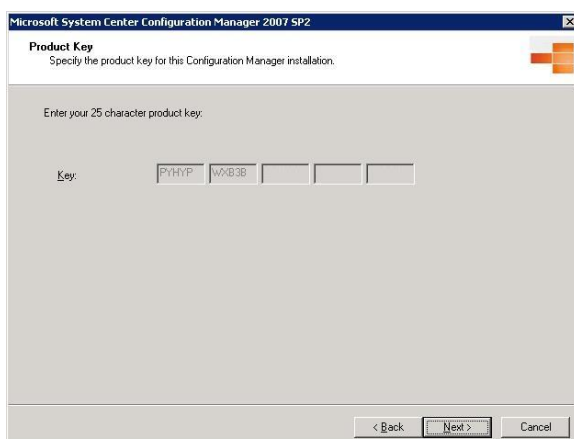 Microsoft System Center Configuration Manager 2007 SP2
Product Key
Specify the product key for this Configuration Manager installation.
Enter your 25 character product key:
Key: PYHYP WXB3B
< Back Next > Cancel